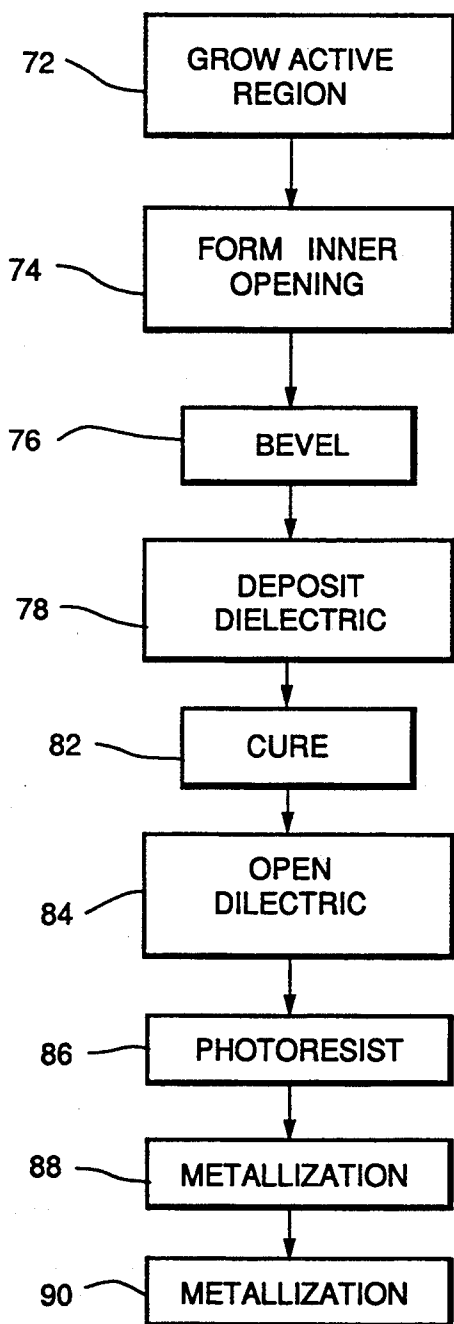 72
GROW ACTIVE
REGION
74
FORM INNER
OPENING
76
BEVEL
78
DEPOSIT
DIELECTRIC
82
CURE
84
OPEN
DILECTRIC
86
PHOTORESIST
88
METALLIZATION
90
METALLIZATION